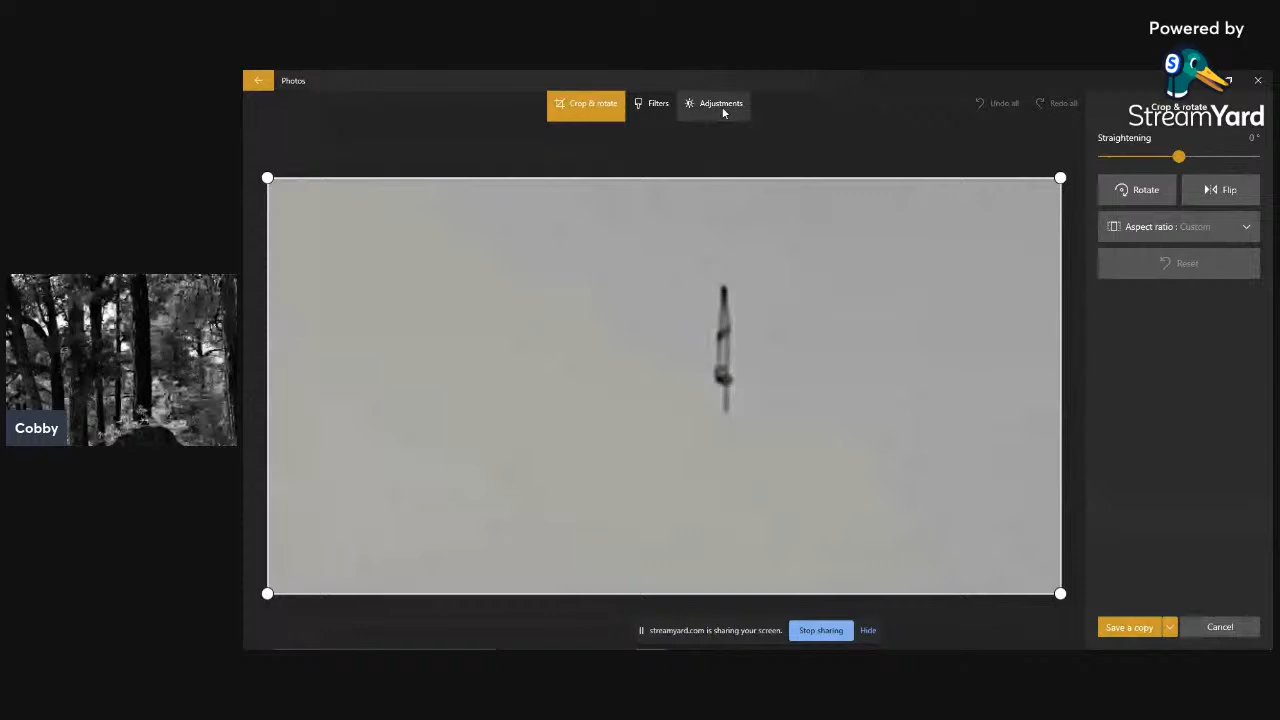 Powered by
StreamYard
Photos
Crop & rotate
Filters
Adjustments
Undo all
Redo all
Crop & rotate
Straightening
0°
Rotate
Flip
Aspect ratio : Custom
Reset
Cobby
streamyard.com is sharing your screen.
Stop sharing
Hide
Save a copy
Cancel